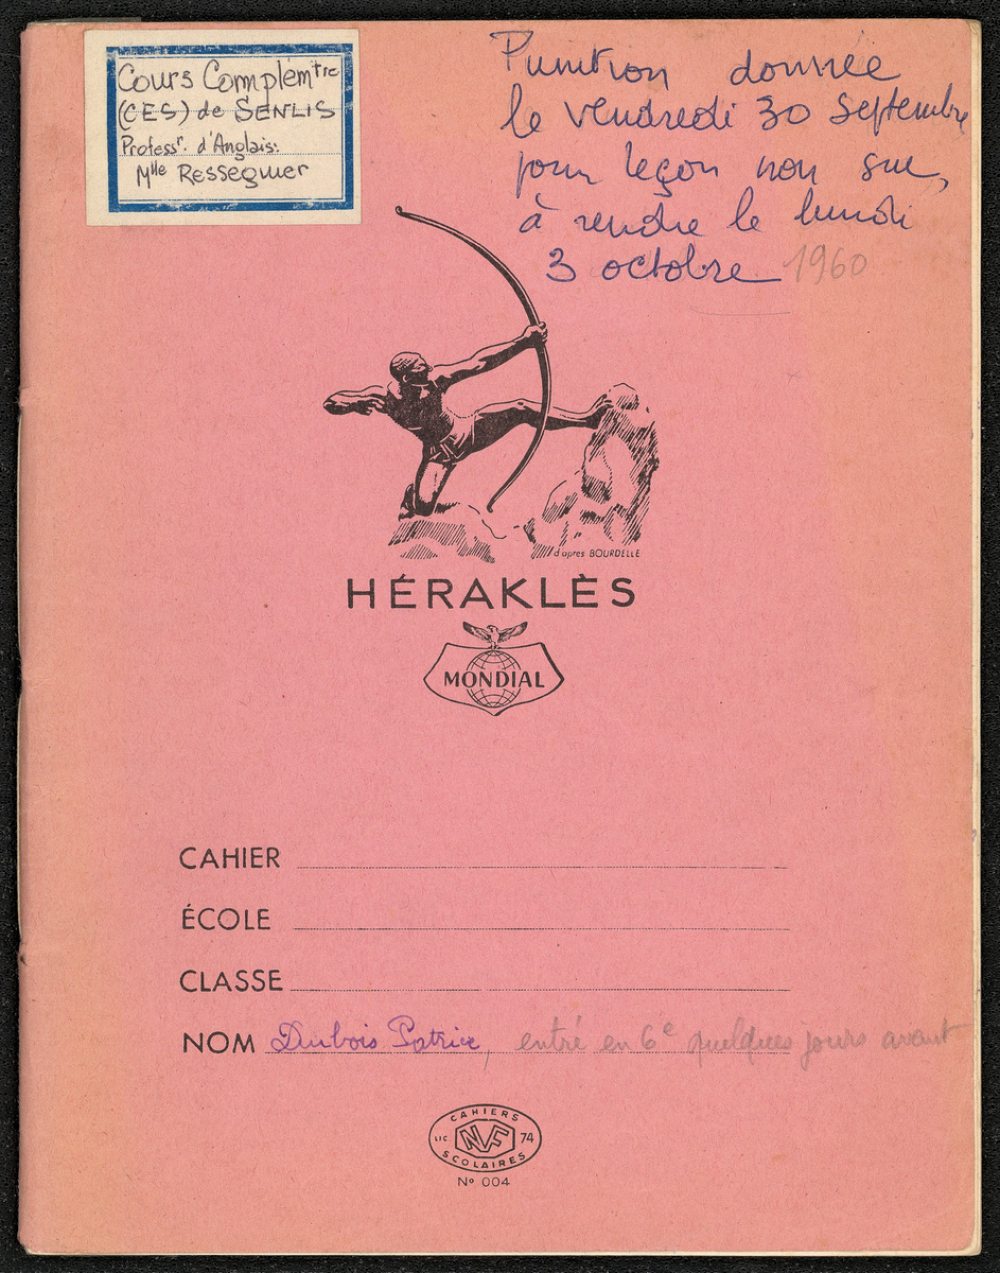 Cours Complémtre
(CES) de SENLIS
Professr. d'Anglais:
Mlle Resseguier
Punition donnée
le vendredi 30 Septembre
pour leçon non sue,
à rendre le lundi
3 octobre 1960
d'après BOURDELLE
HÉRAKLÈS
MONDIAL
CAHIER
ÉCOLE
CLASSE
NOM Dubois Patrice, entré en 6e quelques jours avant
CAHIERS
LIC NVF 74
SCOLAIRES
No 004